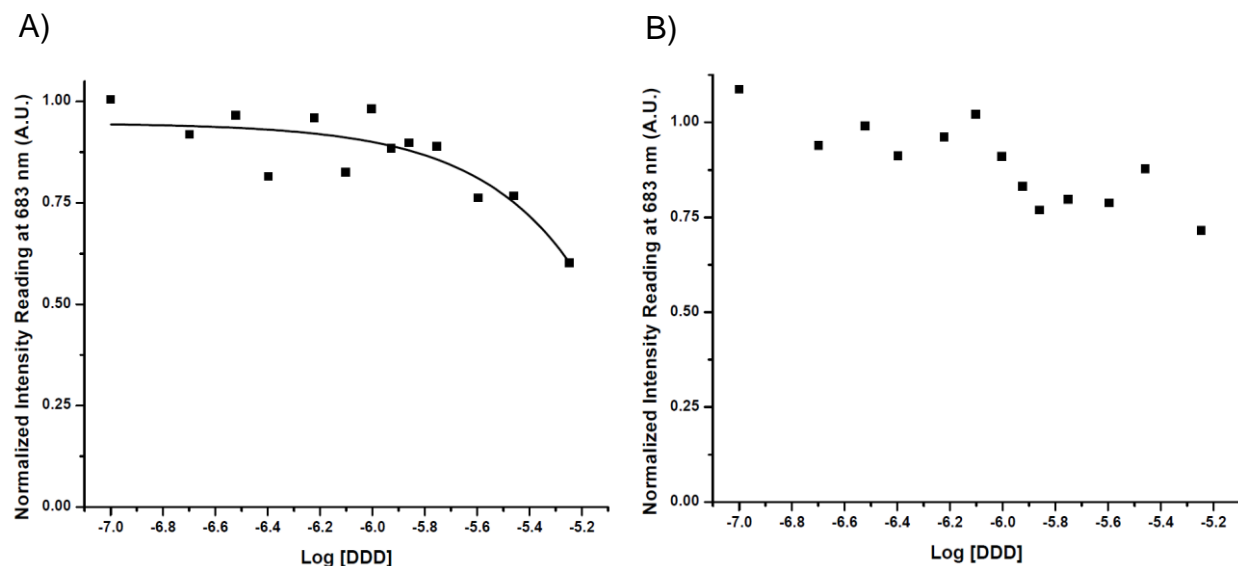 A)
B)
Normalized Intensity Reading at 683 nm (A.U.)
1.00
0.75
0.50
0.25
0.00
-7.0 -6.8 -6.6 -6.4 -6.2 -6.0 -5.8 -5.6 -5.4 -5.2
Log [DDD]
Normalized Intensity Reading at 683 nm (A.U.)
1.00
0.75
0.50
0.25
0.00
-7.0 -6.8 -6.6 -6.4 -6.2 -6.0 -5.8 -5.6 -5.4 -5.2
Log [DDD]